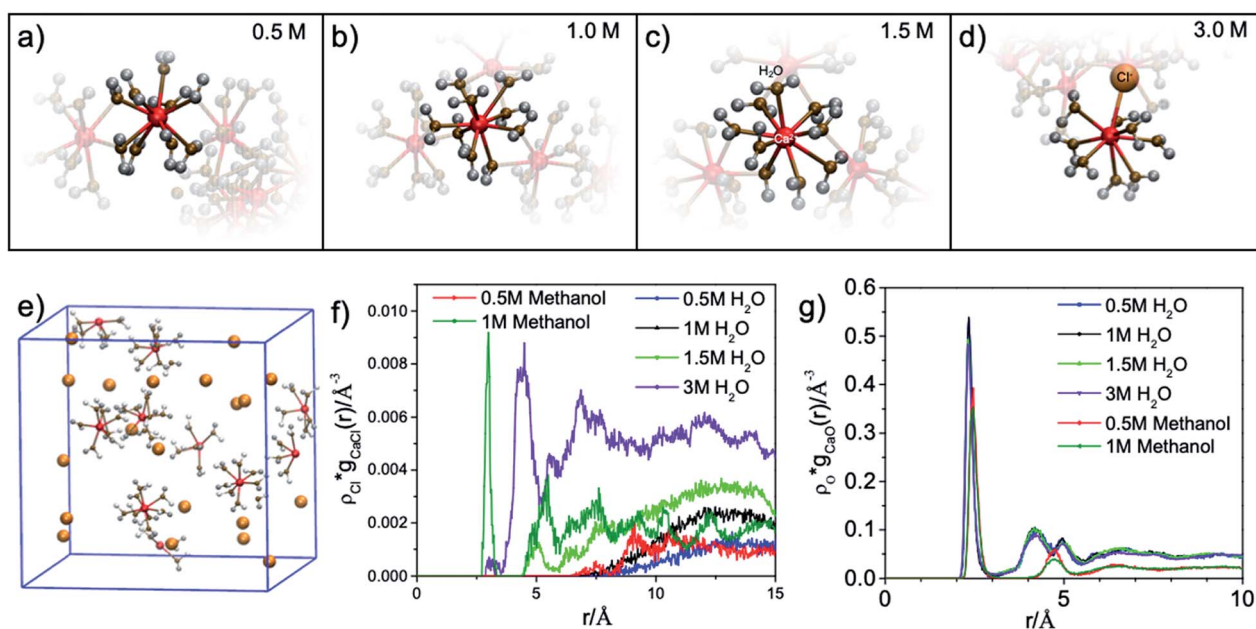 a) 0.5 M
b) 1.0 M
c) 1.5 M
d) 3.0 M
H₂O
Ca²⁺
Cl⁻
e)
f)
0.5M Methanol
1M Methanol
0.5M H₂O
1M H₂O
1.5M H₂O
3M H₂O
ρCl*gCaCl(r)/Å⁻³
0.010
0.008
0.006
0.004
0.002
0.000
0 5 10 15
r/Å
g)
0.5M H₂O
1M H₂O
1.5M H₂O
3M H₂O
0.5M Methanol
1M Methanol
ρO*gCaO(r)/Å⁻³
0.6
0.5
0.4
0.3
0.2
0.1
0.0
0 5 10
r/Å